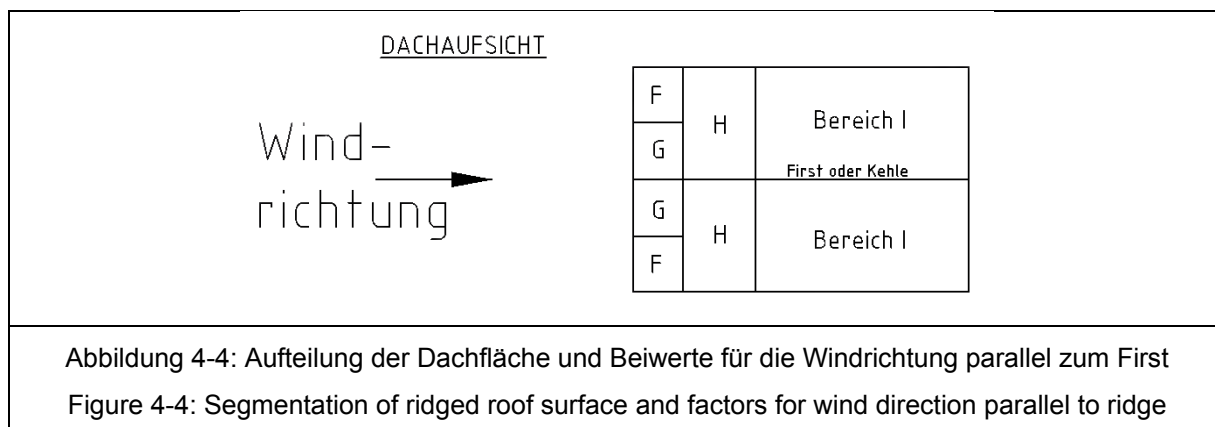 DACHAUFSICHT
Wind-
richtung
F
H
Bereich I
G
First oder Kehle
G
H
Bereich I
F
Abbildung 4-4: Aufteilung der Dachfläche und Beiwerte für die Windrichtung parallel zum First
Figure 4-4: Segmentation of ridged roof surface and factors for wind direction parallel to ridge